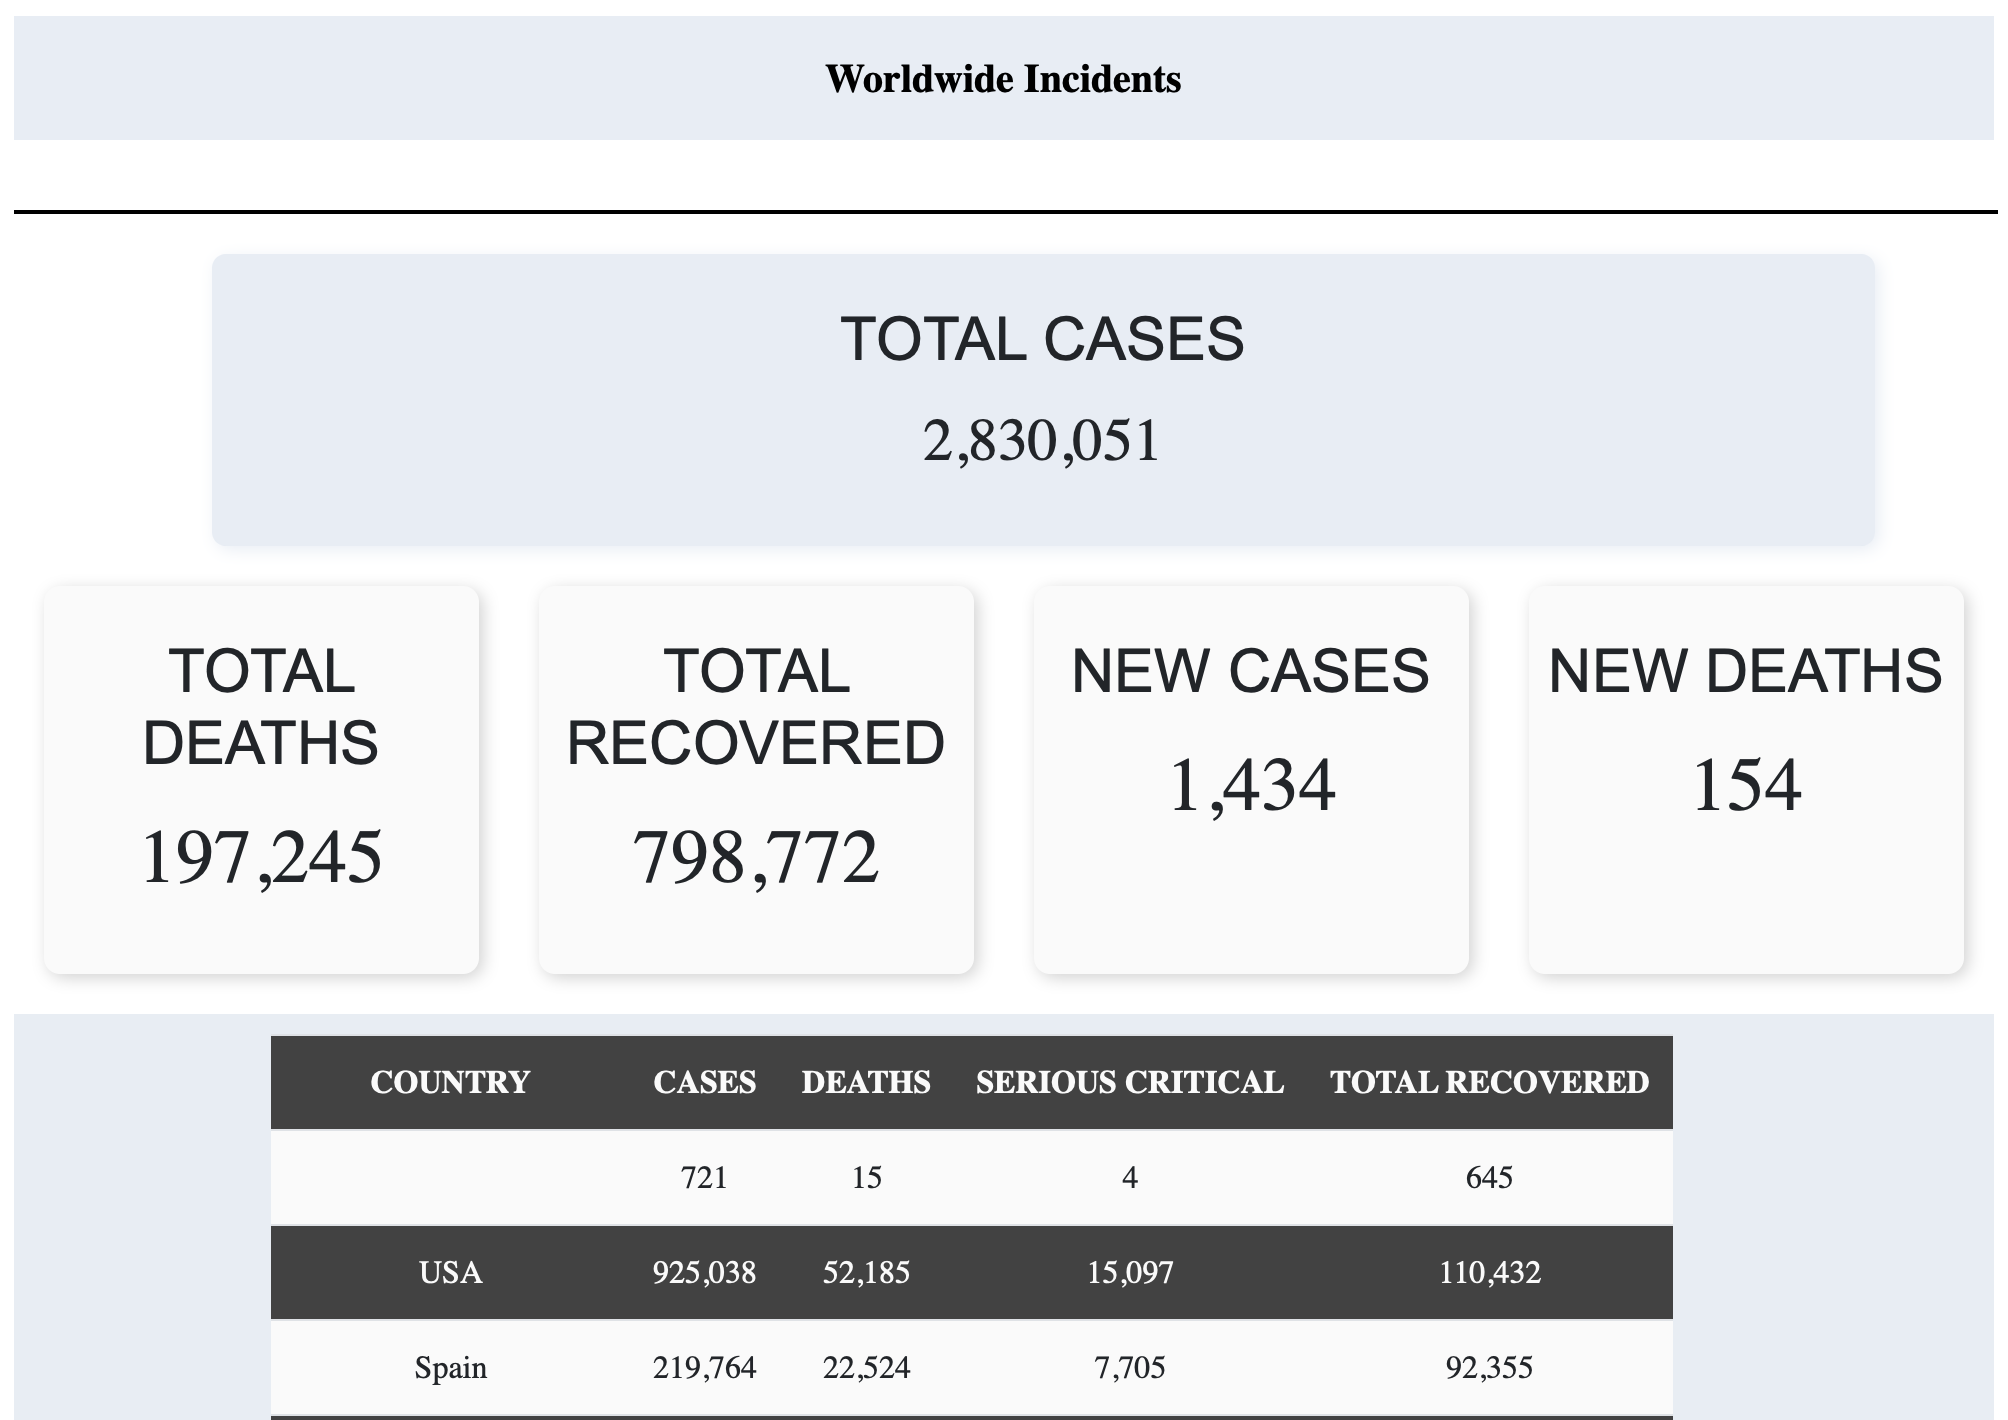 Worldwide Incidents
TOTAL CASES
2,830,051
TOTAL
DEATHS
197,245
TOTAL
RECOVERED
798,772
NEW CASES
1,434
NEW DEATHS
154
COUNTRY CASES DEATHS SERIOUS CRITICAL TOTAL RECOVERED
721 15 4 645
USA 925,038 52,185 15,097 110,432
Spain 219,764 22,524 7,705 92,355